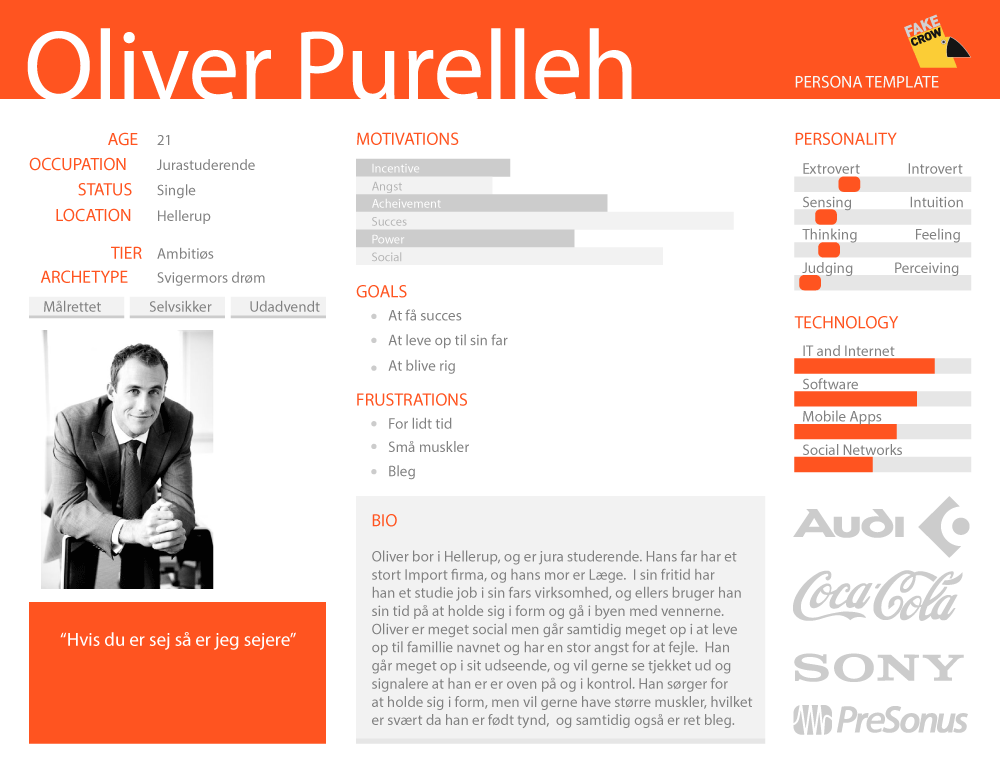 Oliver Purelleh
FAKE
CROW
PERSONA TEMPLATE
AGE 21
OCCUPATION Jurastuderende
STATUS Single
LOCATION Hellerup
TIER Ambitiøs
ARCHETYPE Svigermors drøm
Målrettet Selvsikker Udadvendt
“Hvis du er sej så er jeg sejere”
MOTIVATIONS
Incentive
Angst
Acheivement
Succes
Power
Social
GOALS
At få succes
At leve op til sin far
At blive rig
FRUSTRATIONS
For lidt tid
Små muskler
Bleg
BIO
Oliver bor i Hellerup, og er jura studerende. Hans far har et
stort Import firma, og hans mor er Læge. I sin fritid har
han et studie job i sin fars virksomhed, og ellers bruger han
sin tid på at holde sig i form og gå i byen med vennerne.
Oliver er meget social men går samtidig meget op i at leve
op til famillie navnet og har en stor angst for at fejle. Han
går meget op i sit udseende, og vil gerne se tjekket ud og
signalere at han er er oven på og i kontrol. Han sørger for
at holde sig i form, men vil gerne have større muskler, hvilket
er svært da han er født tynd, og samtidig også er ret bleg.
PERSONALITY
Extrovert Introvert
Sensing Intuition
Thinking Feeling
Judging Perceiving
TECHNOLOGY
IT and Internet
Software
Mobile Apps
Social Networks
Audi
Coca-Cola
SONY
PreSonus